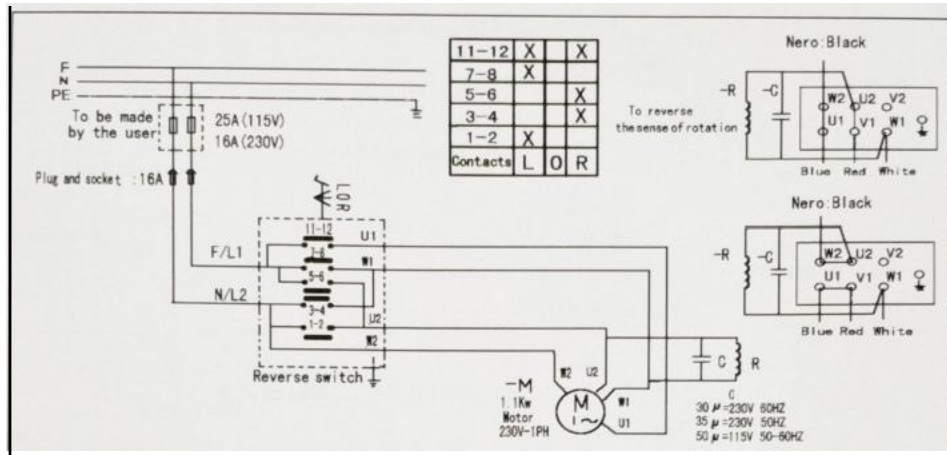 F
N
PE
To be made
by the user
25A(115V)
16A(230V)
Plug and socket :16A
11-12 X X
7-8 X
5-6 X
3-4 X
1-2 X
Contacts L O R
LOR
11-12
7-8
5-6
3-4
1-2
U1
W1
U2
W2
F/L1
N/L2
Reverse switch
-M
1.1Kw
Motor
230V-1PH
W2 U2
M
1~
W1
U1
C R
C
30 μ=230V 60HZ
35 μ=230V 50HZ
50 μ=115V 50-60HZ
Nero:Black
-R -C
W2 U2 V2
U1 V1 W1
To reverse
the sense of rotation
Blue Red White
Nero:Black
-R -C
W2 U2 V2
U1 V1 W1
Blue Red White